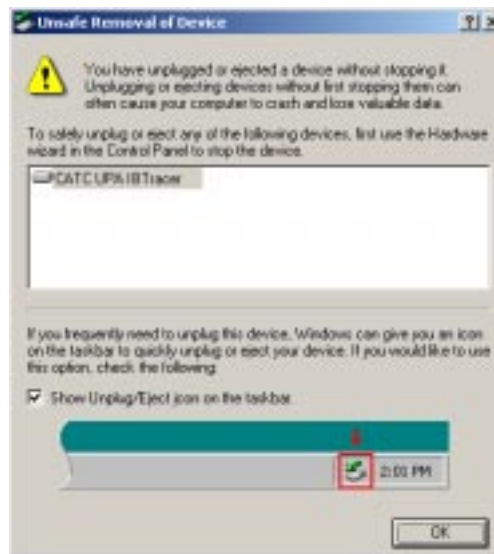 Unsafe Removal of Device
You have unplugged or ejected a device without stopping it.
Unplugging or ejecting devices without first stopping them can
often cause your computer to crash and lose valuable data.
To safely unplug or eject any of the following devices, first use the Hardware
wizard in the Control Panel to stop the device.
CATC UPA IBTracer
If you frequently need to unplug this device, Windows can give you an icon
on the taskbar to quickly unplug or eject your device. If you would like to use
this option, check the following:
Show Unplug/Eject icon on the taskbar
2:01 PM
OK